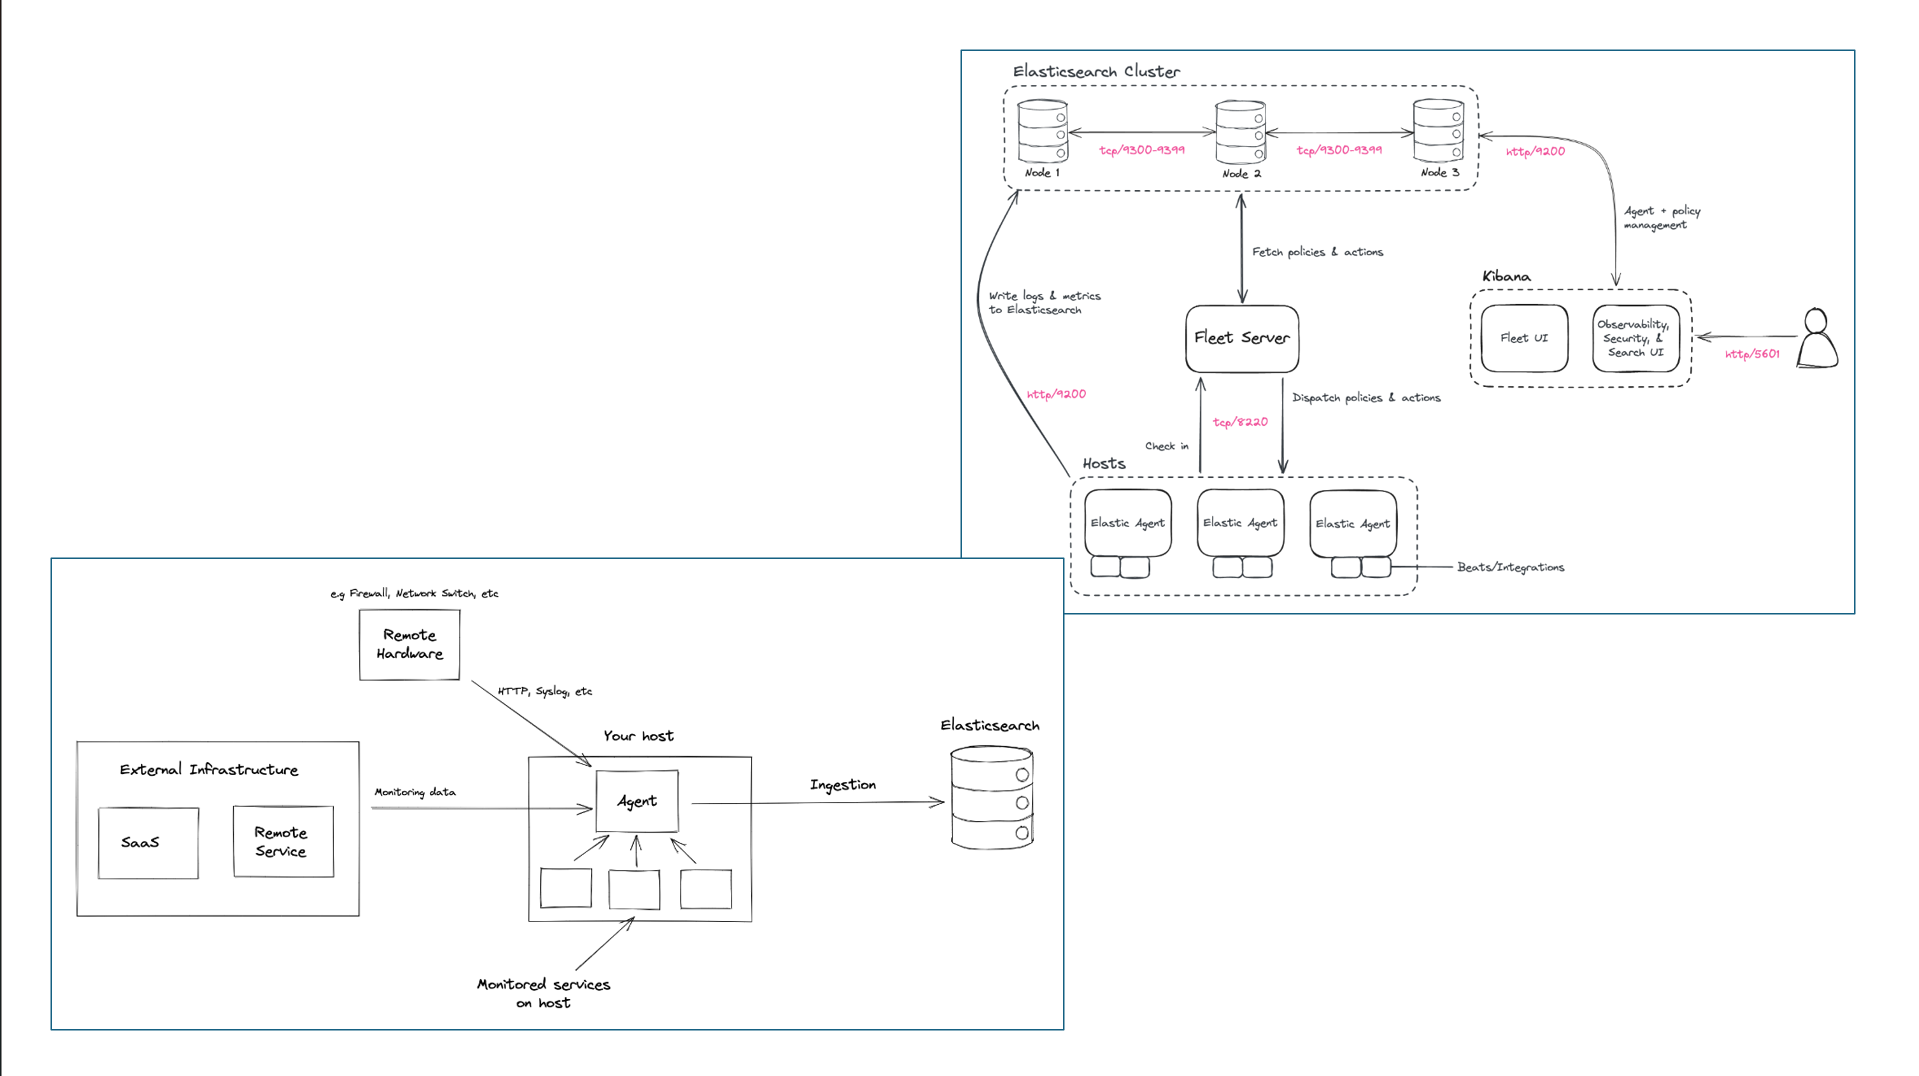 Elasticsearch Cluster
tcp/9300-9399
tcp/9300-9399
http/9200
Node 1
Node 2
Node 3
Agent + policy
management
Fetch policies & actions
Kibana
Write logs & metrics
to Elasticsearch
Fleet Server
Fleet UI
Observability,
Security, &
Search UI
http/5601
http/9200
Dispatch policies & actions
tcp/8220
Check in
Hosts
Elastic Agent
Elastic Agent
Elastic Agent
Beats/Integrations
e.g Firewall, Network Switch, etc
Remote
Hardware
HTTP, Syslog, etc
Your host
Elasticsearch
External Infrastructure
Monitoring data
Agent
Ingestion
SaaS
Remote
Service
Monitored services
on host